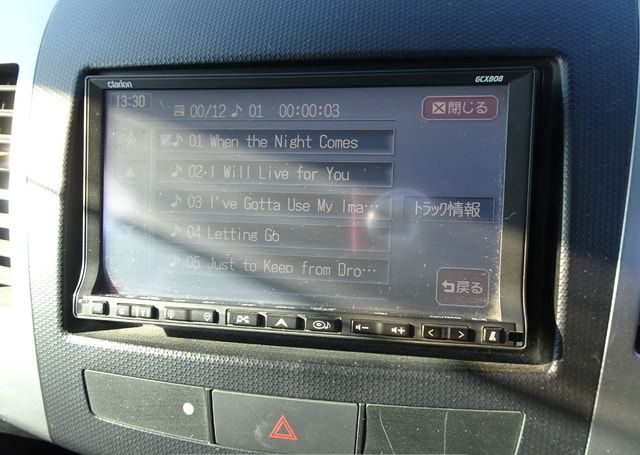 Clarion GCX808
13:30 00/12 ♪ 01 00:00:03 閉じる
♪ 01 When the Night Comes
♪ 02 I Will Live for You
♪ 03 I've Gotta Use My Ima… トラック情報
♪ 04 Letting Go
♪ 05 Just to Keep from Dro…
戻る